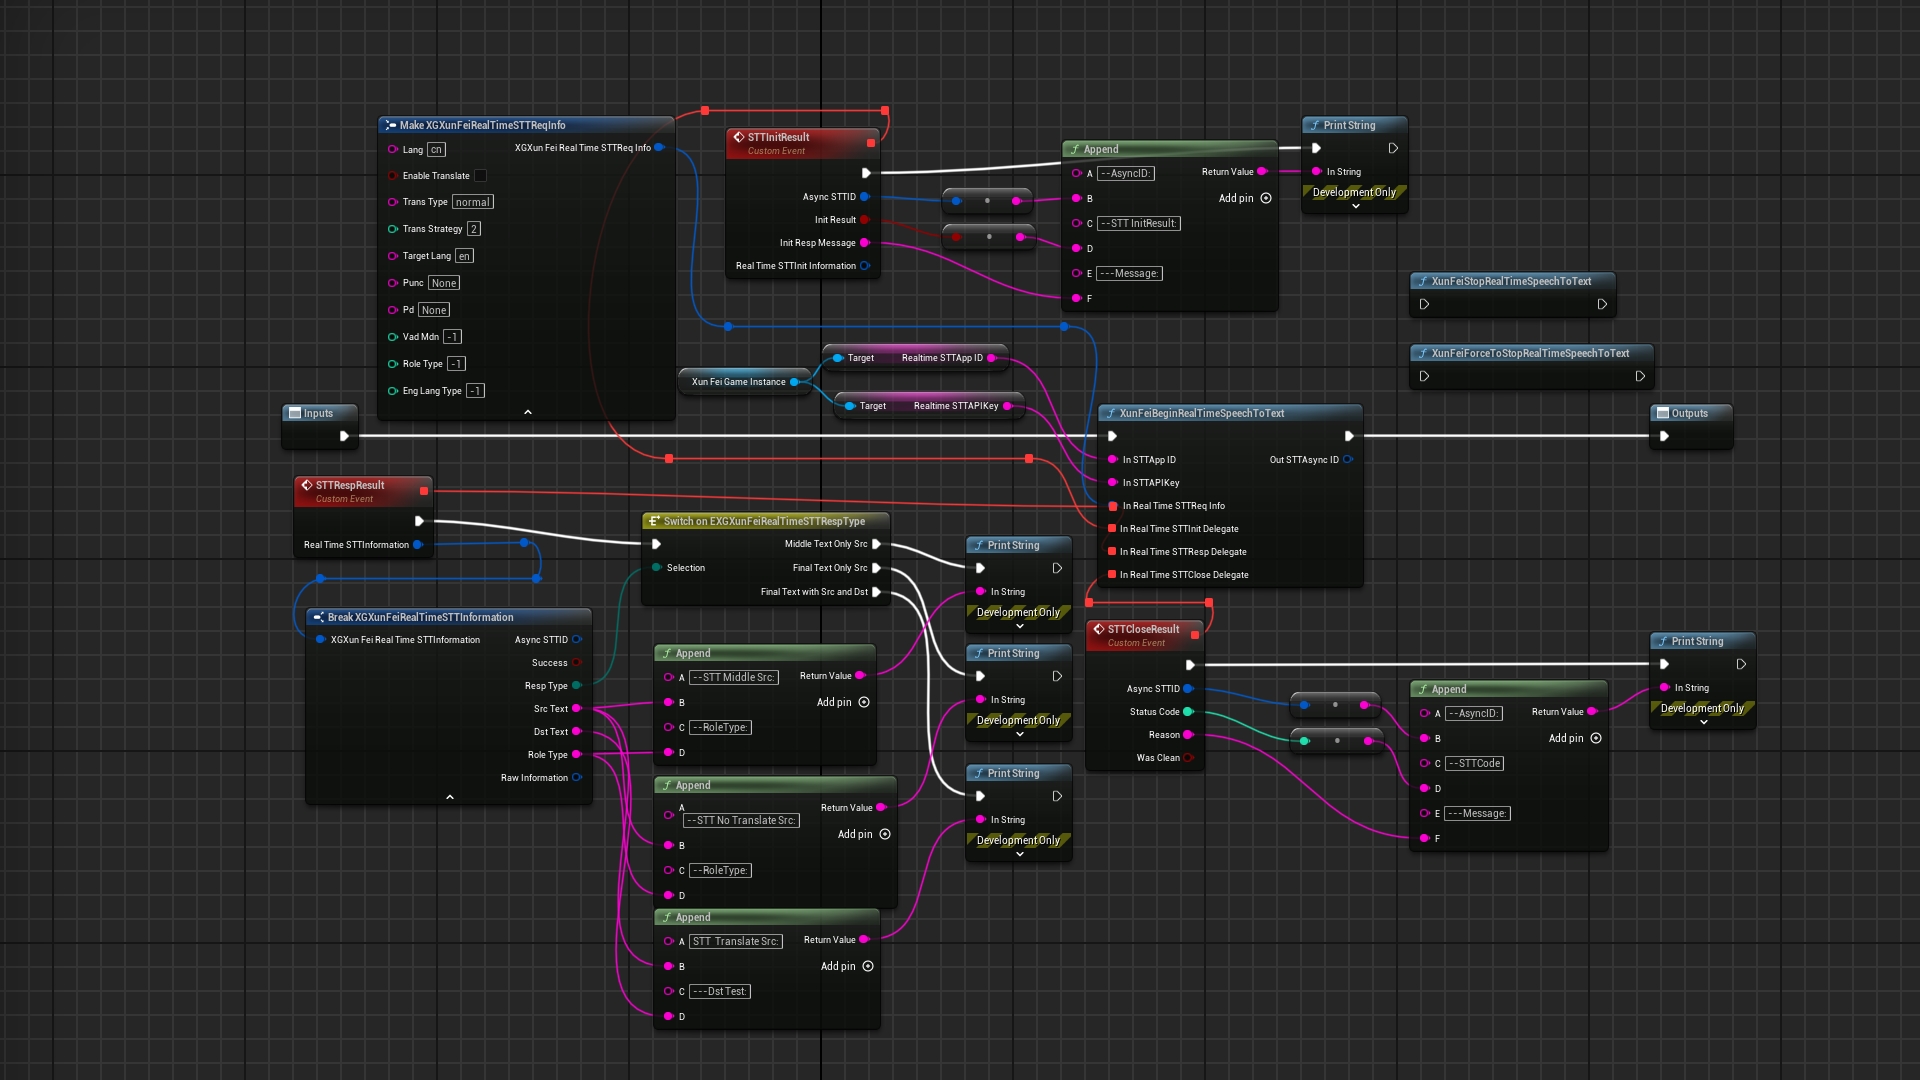 Make XGXunFeiRealTimeSTTReqInfo
Lang cn
XGXun Fei Real Time STTReq Info
Enable Translate
Trans Type normal
Trans Strategy 2
Target Lang en
Punc None
Pd None
Vad Mdn -1
Role Type -1
Eng Lang Type -1
STTInitResult
Custom Event
Async STTID
Init Result
Init Resp Message
Real Time STTInit Information
Append
A --AsyncID:
Return Value
B
Add pin
C --STT InitResult:
D
E ---Message:
F
Print String
In String
Development Only
XunFeiStopRealTimeSpeechToText
XunFeiForceToStopRealTimeSpeechToText
Xun Fei Game Instance
Target Realtime STTApp ID
Target Realtime STTAPIKey
Inputs
XunFeiBeginRealTimeSpeechToText
In STTApp ID
Out STTAsync ID
In STTAPIKey
In Real Time STTReq Info
In Real Time STTInit Delegate
In Real Time STTResp Delegate
In Real Time STTClose Delegate
Outputs
STTRespResult
Custom Event
Real Time STTInformation
Switch on EXGXunFeiRealTimeSTTRespType
Middle Text Only Src
Selection
Final Text Only Src
Final Text with Src and Dst
Break XGXunFeiRealTimeSTTInformation
XGXun Fei Real Time STTInformation
Async STTID
Success
Resp Type
Src Text
Dst Text
Role Type
Raw Information
Append
A --STT Middle Src:
Return Value
B
Add pin
C --RoleType:
D
Append
A
--STT No Translate Src:
Return Value
Add pin
B
C --RoleType:
D
Append
A STT  Translate Src:
Return Value
B
Add pin
C ---DstTest:
D
Print String
In String
Development Only
Print String
In String
Development Only
Print String
In String
Development Only
STTCloseResult
Custom Event
Async STTID
Status Code
Reason
Was Clean
Append
A --AsyncID:
Return Value
B
Add pin
C --STTCode
D
E ---Message:
F
Print String
In String
Development Only